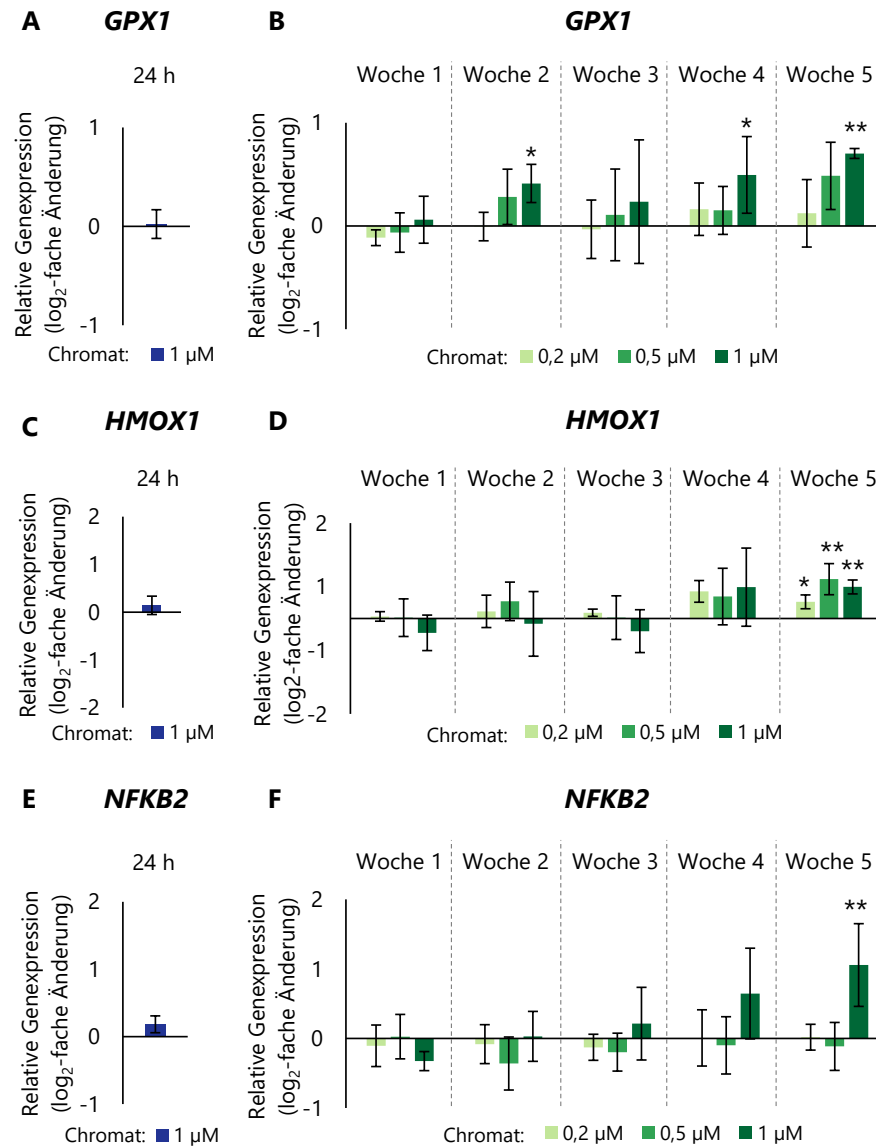 A GPX1
24 h
Relative Genexpression
(log₂-fache Änderung)
1
0
-1
Chromat: 1 µM
B GPX1
Woche 1 Woche 2 Woche 3 Woche 4 Woche 5
Relative Genexpression
(log₂-fache Änderung)
1
0
-1
* * **
Chromat: 0,2 µM 0,5 µM 1 µM
C HMOX1
24 h
Relative Genexpression
(log₂-fache Änderung)
2
1
0
-1
-2
Chromat: 1 µM
D HMOX1
Woche 1 Woche 2 Woche 3 Woche 4 Woche 5
Relative Genexpression
(log2-fache Änderung)
2
1
-1
-2
* ** **
Chromat: 0,2 µM 0,5 µM 1 µM
E NFKB2
24 h
Relative Genexpression
(log₂-fache Änderung)
2
1
0
-1
Chromat: 1 µM
F NFKB2
Woche 1 Woche 2 Woche 3 Woche 4 Woche 5
Relative Genexpression
(log₂-fache Änderung)
2
1
0
-1
**
Chromat: 0,2 µM 0,5 µM 1 µM